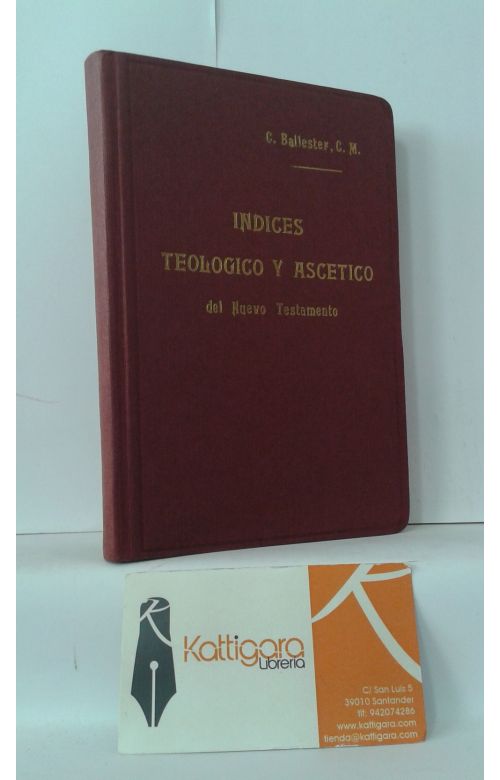 C. Ballester, C. M.
INDICES
TEOLOGICO Y ASCETICO
del Nuevo Testamento
Kattigara
Librería
C/ San Luis 5
39010 Santander
tlf: 942074286
www.kattigara.com
tienda@kattigara.com